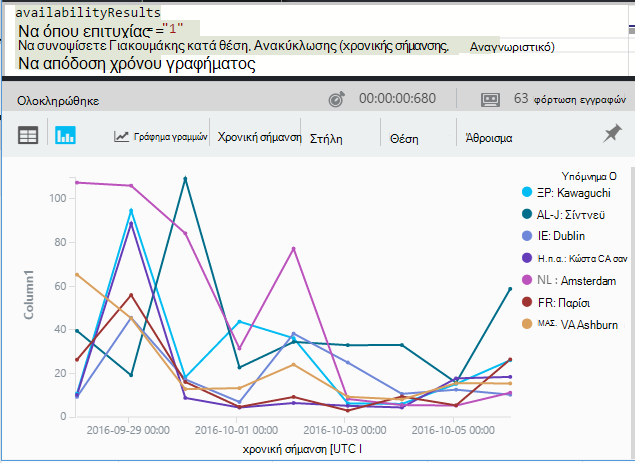 availabilityResults
Να όπου επιτυχίας =="1"
Να συνοψίσετε Γιακουμάκης κατά θέση, Ανακύκλωσης (χρονικής σήμανσης, Αναγνωριστικό)
Να απόδοση χρόνου γραφήματος
Ολοκληρώθηκε 00:00:00:680 63 φόρτωση εγγραφών
Γράφημα γραμμών Χρονική σήμανση Στήλη Θέση Άθροισμα
Υπόμνημα Ο
ΞΡ: Kawaguchi
AL-J: Σίντνεϋ
IE: Dublin
Η.π.α.: Κώστα CA σαν
NL : Amsterdam
FR: Παρίσι
ΜΑΣ. VA Ashburn
Column1
100
80
60
40
20
0
2016-09-29 00:00 2016-10-01 00:00 2016-10-03 00:00 2016-10-05 00:00
χρονική σήμανση [UTC